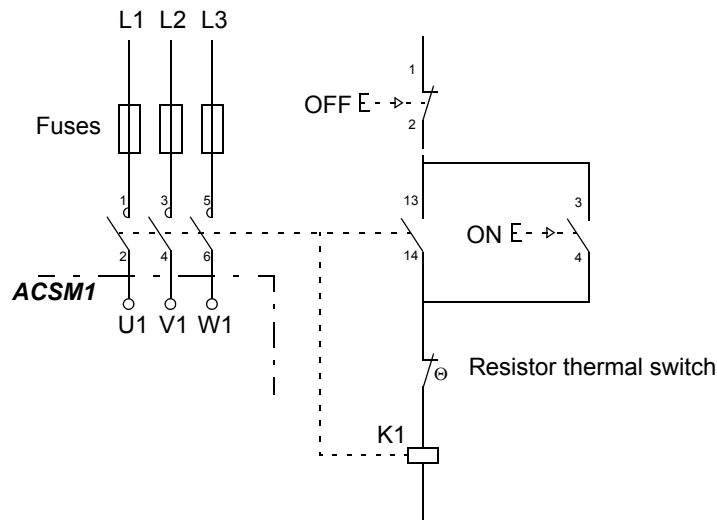 L1 L2 L3
1
OFF
2
Fuses
1 3 5
13
3
ON
2 4 6
14
4
ACSM1
U1 V1 W1
Θ
Resistor thermal switch
K1